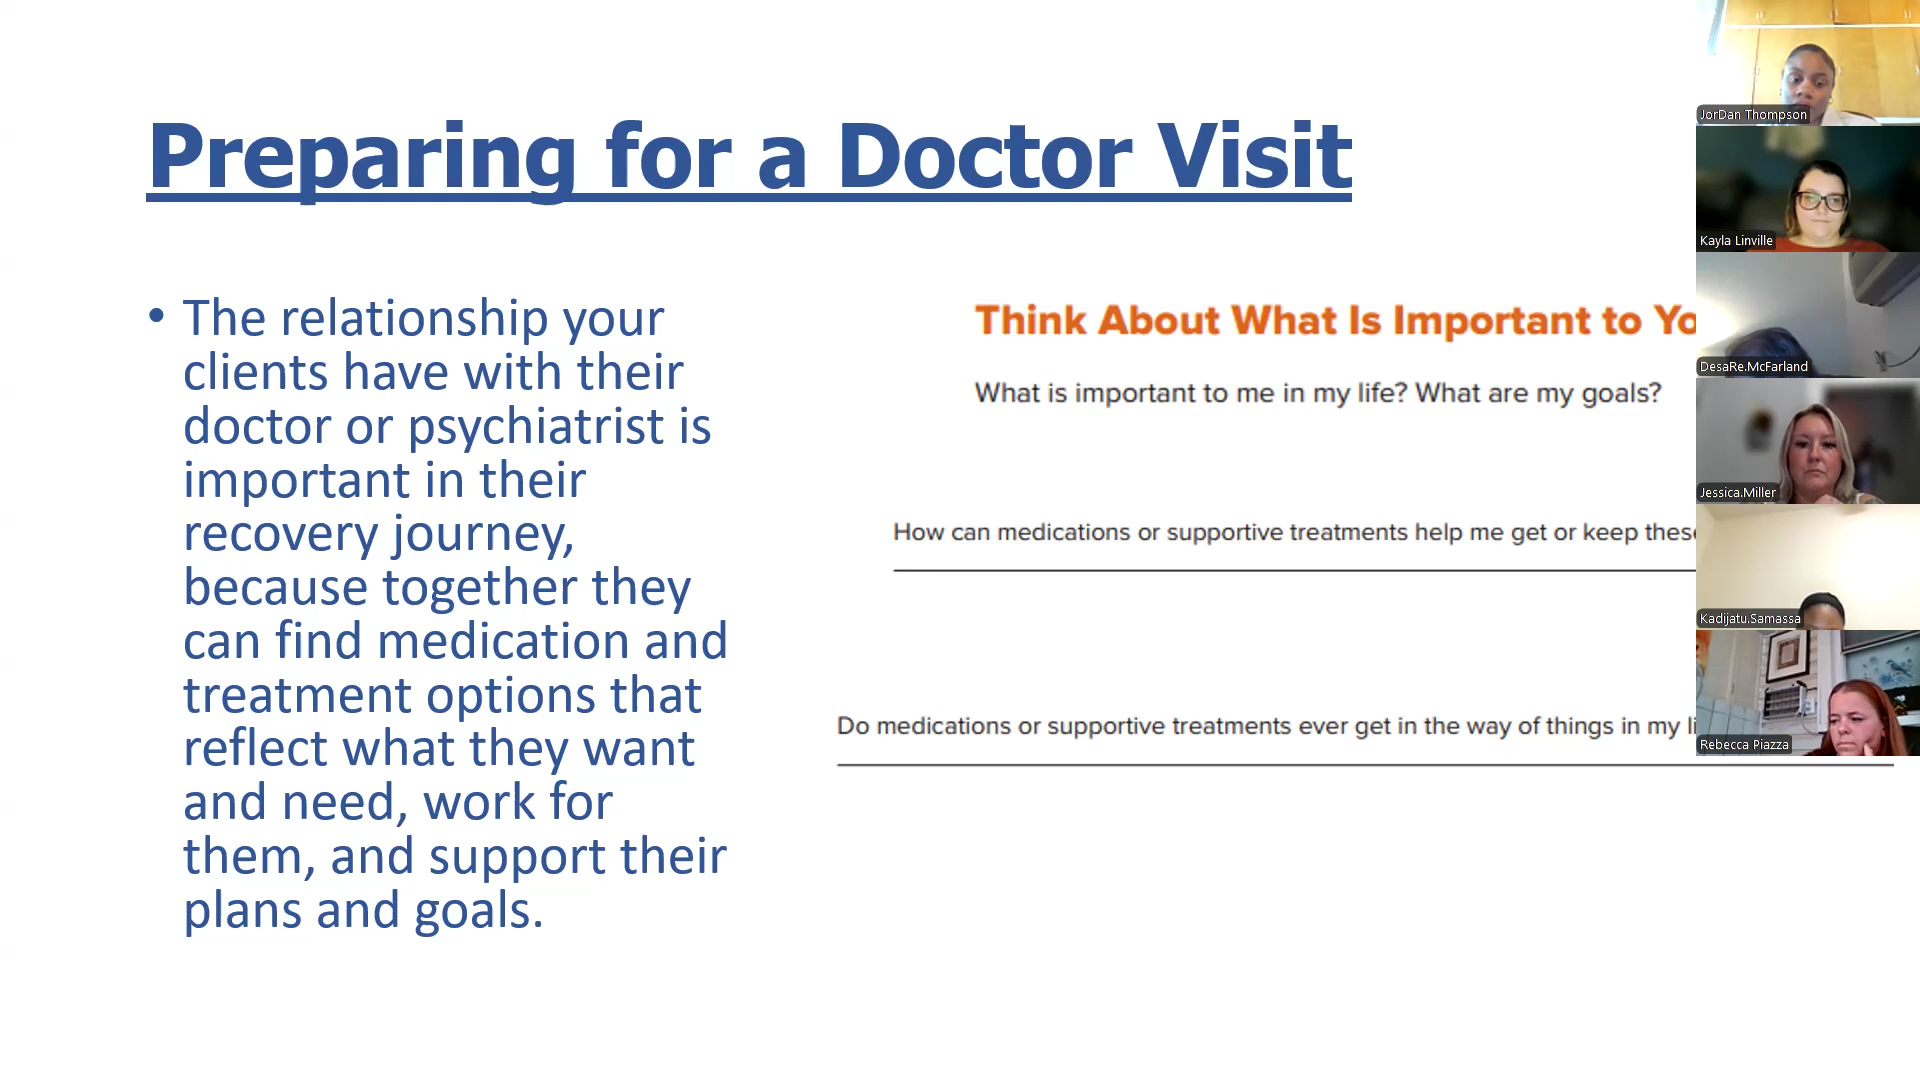 Preparing for a Doctor Visit
• The relationship your
clients have with their
doctor or psychiatrist is
important in their
recovery journey,
because together they
can find medication and
treatment options that
reflect what they want
and need, work for
them, and support their
plans and goals.
Think About What Is Important to Yo
What is important to me in my life? What are my goals?
How can medications or supportive treatments help me get or keep thes
Do medications or supportive treatments ever get in the way of things in my li
JorDan Thompson
Kayla Linville
DesaRe.McFarland
Jessica.Miller
Kadijatu.Samassa
Rebecca Piazza